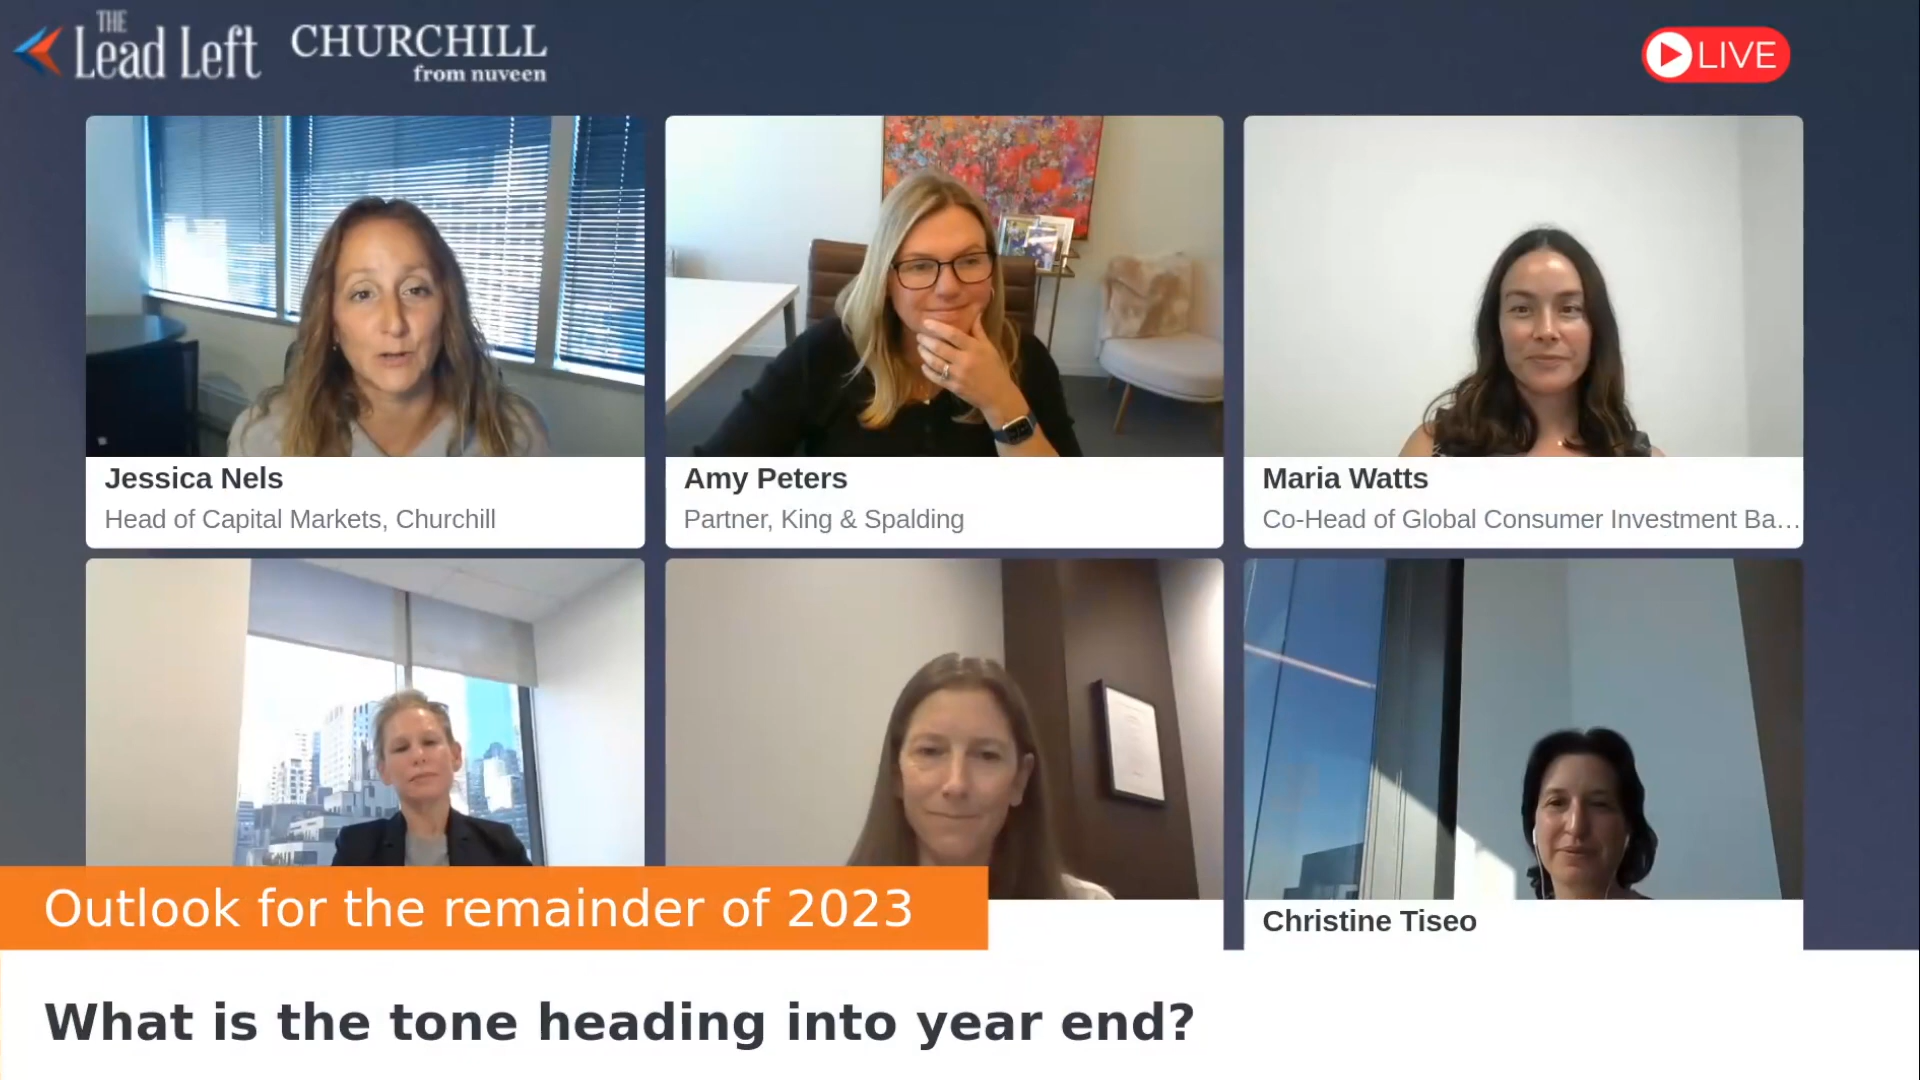 THE
Lead Left
CHURCHILL
from nuveen
LIVE
Jessica Nels
Head of Capital Markets, Churchill
Amy Peters
Partner, King & Spalding
Maria Watts
Co-Head of Global Consumer Investment Ba…
Christine Tiseo
Outlook for the remainder of 2023
What is the tone heading into year end?